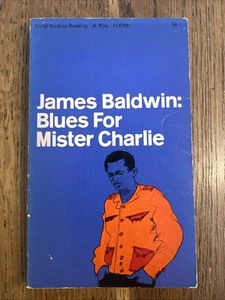 Corgi Modern Reading A Play
James Baldwin:
Blues For
Mister Charlie